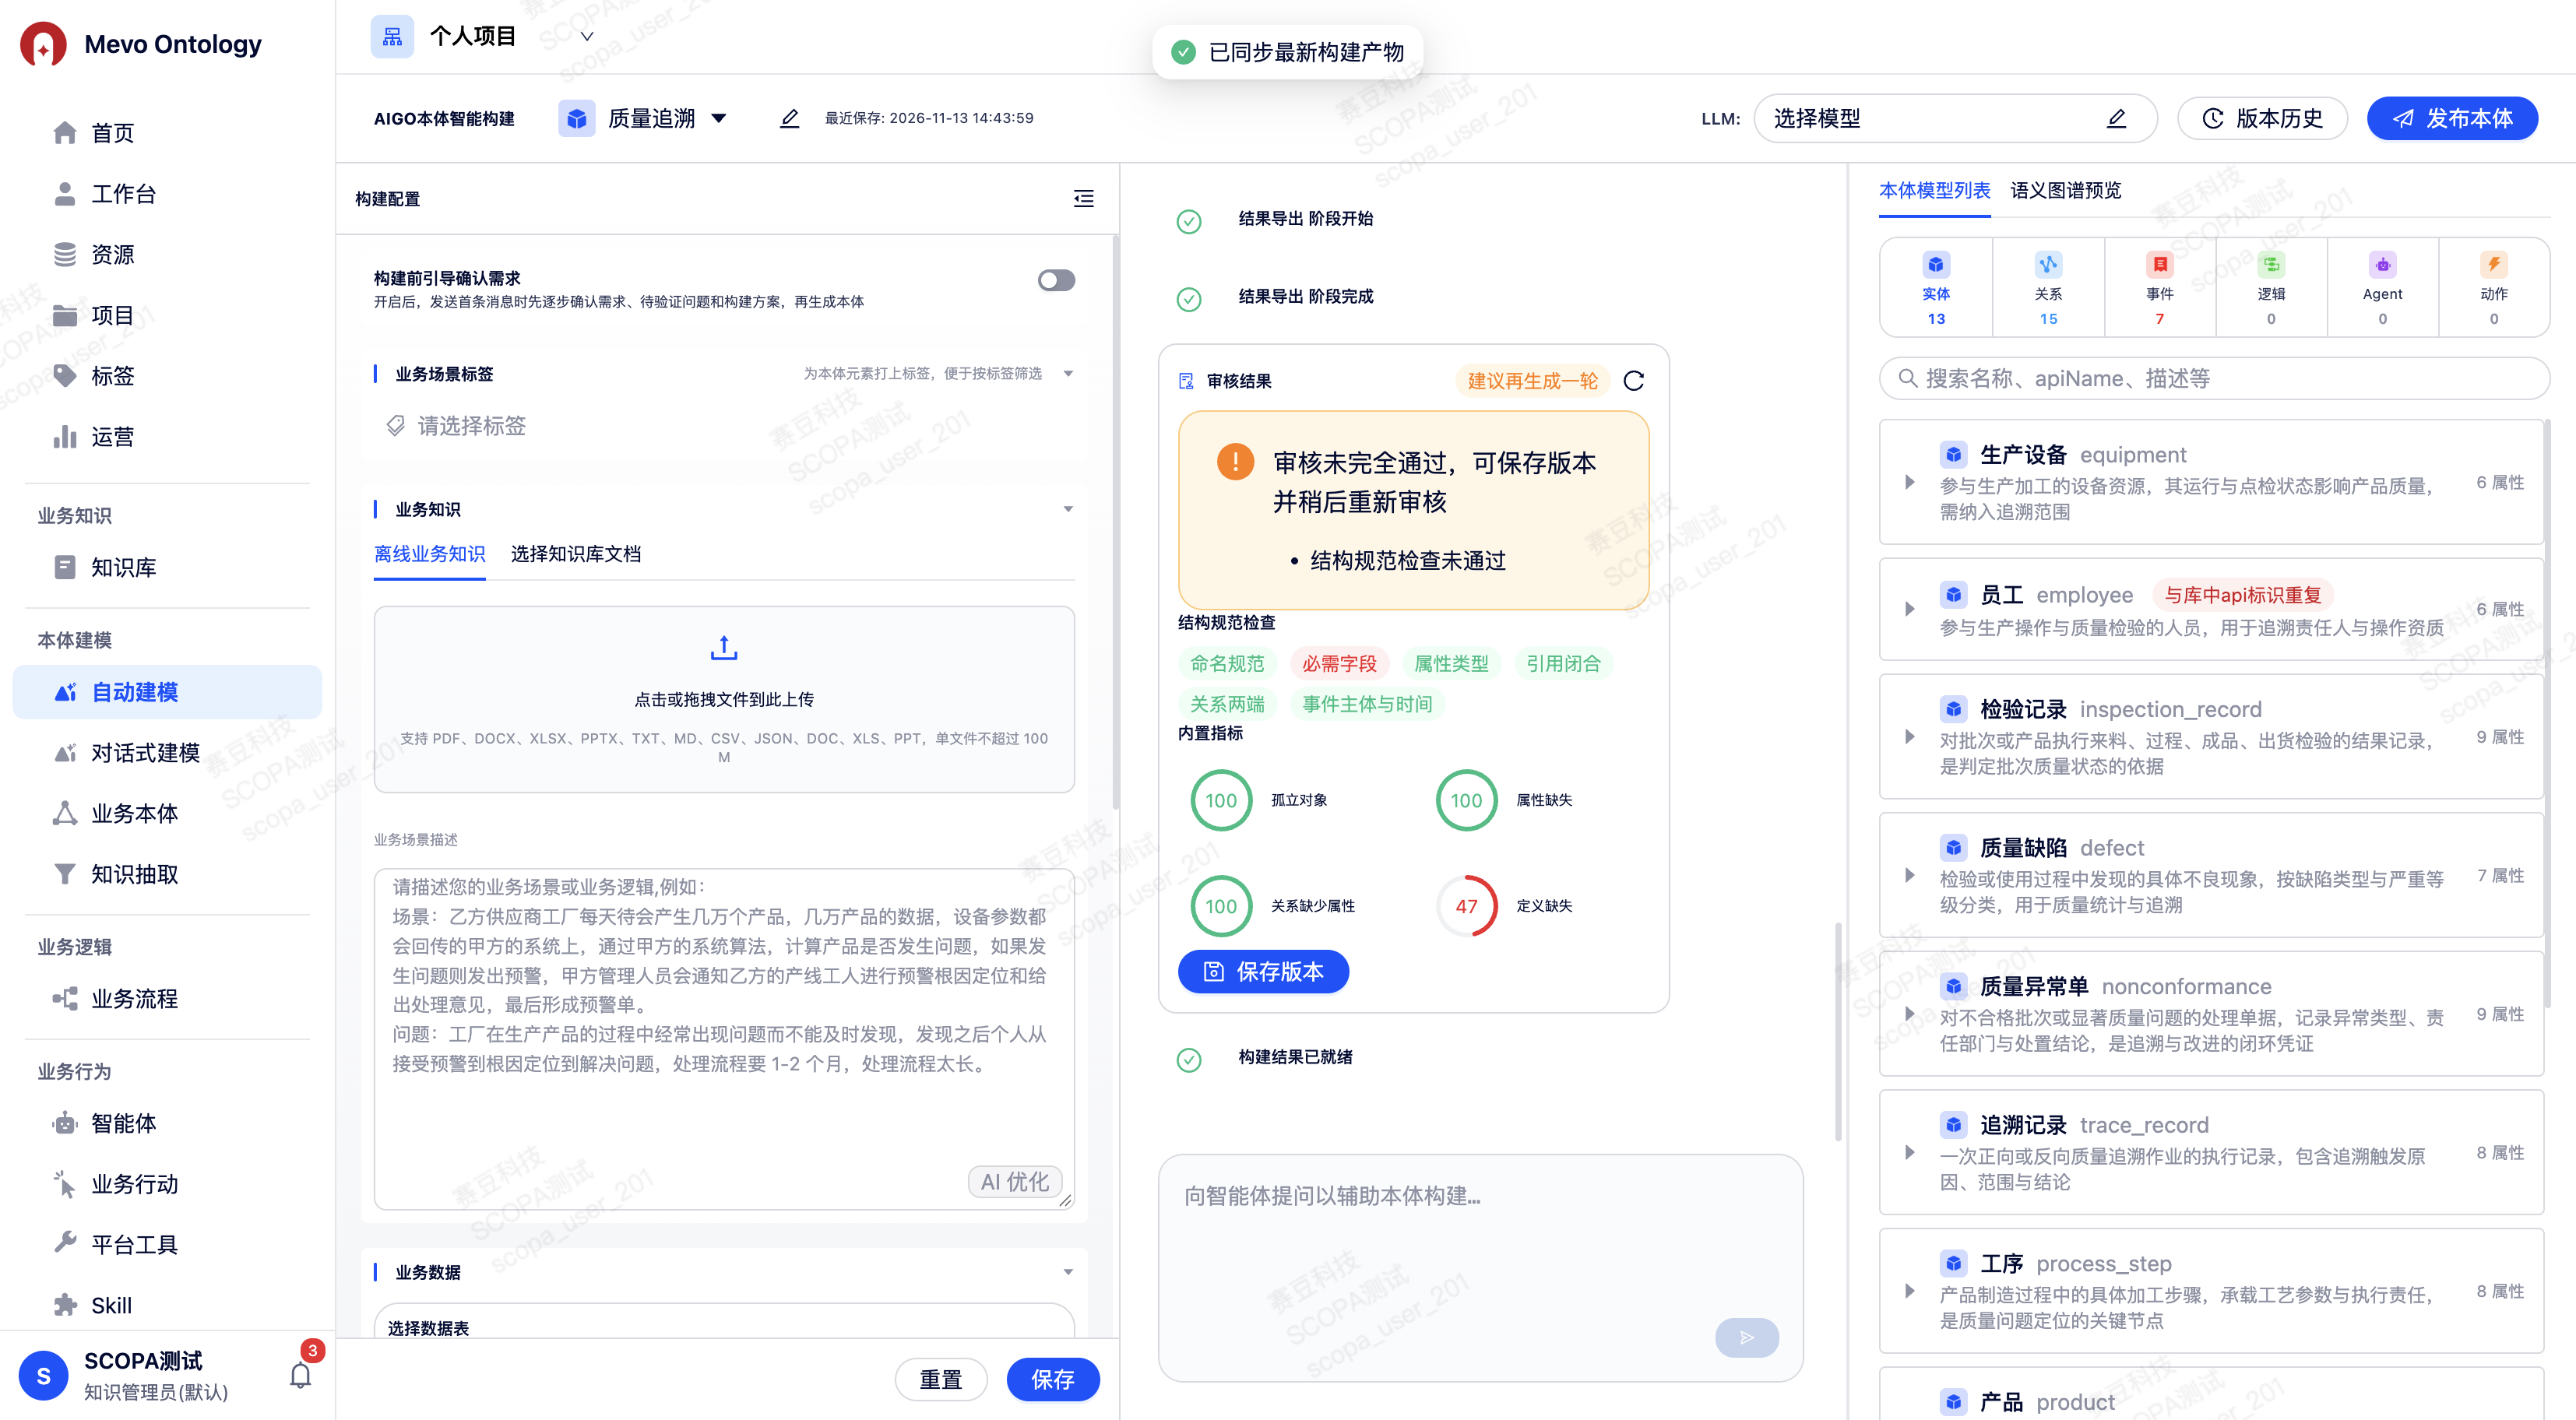 Mevo Ontology
首页
工作台
资源
项目
标签
运营
业务知识
知识库
本体建模
自动建模
对话式建模
业务本体
知识抽取
业务逻辑
业务流程
业务行为
智能体
业务行动
平台工具
Skill
S
SCOPA测试
知识管理员(默认)
3
个人项目
已同步最新构建产物
AIGO本体智能构建
质量追溯
最近保存: 2026-11-13 14:43:59
LLM:
选择模型
版本历史
发布本体
构建配置
构建前引导确认需求
开启后，发送首条消息时先逐步确认需求、待验证问题和构建方案，再生成本体
业务场景标签
为本体元素打上标签，便于按标签筛选
请选择标签
业务知识
离线业务知识
选择知识库文档
点击或拖拽文件到此上传
支持 PDF、DOCX、XLSX、PPTX、TXT、MD、CSV、JSON、DOC、XLS、PPT，单文件不超过 100
M
业务场景描述
请描述您的业务场景或业务逻辑,例如：
场景：乙方供应商工厂每天待会产生几万个产品，几万产品的数据，设备参数都
会回传的甲方的系统上，通过甲方的系统算法，计算产品是否发生问题，如果发
生问题则发出预警，甲方管理人员会通知乙方的产线工人进行预警根因定位和给
出处理意见，最后形成预警单。
问题：工厂在生产产品的过程中经常出现问题而不能及时发现，发现之后个人从
接受预警到根因定位到解决问题，处理流程要 1-2 个月，处理流程太长。
AI 优化
业务数据
选择数据表
重置
保存
结果导出 阶段开始
结果导出 阶段完成
审核结果
建议再生成一轮
审核未完全通过，可保存版本
并稍后重新审核
• 结构规范检查未通过
结构规范检查
命名规范
必需字段
属性类型
引用闭合
关系两端
事件主体与时间
内置指标
100
孤立对象
100
属性缺失
100
关系缺少属性
47
定义缺失
保存版本
构建结果已就绪
向智能体提问以辅助本体构建...
本体模型列表
语义图谱预览
实体
13
关系
15
事件
7
逻辑
0
Agent
0
动作
0
搜索名称、apiName、描述等
生产设备 equipment
参与生产加工的设备资源，其运行与点检状态影响产品质量，
需纳入追溯范围
6 属性
员工 employee 与库中api标识重复
参与生产操作与质量检验的人员，用于追溯责任人与操作资质
6 属性
检验记录 inspection_record
对批次或产品执行来料、过程、成品、出货检验的结果记录，
是判定批次质量状态的依据
9 属性
质量缺陷 defect
检验或使用过程中发现的具体不良现象，按缺陷类型与严重等
级分类，用于质量统计与追溯
7 属性
质量异常单 nonconformance
对不合格批次或显著质量问题的处理单据，记录异常类型、责
任部门与处置结论，是追溯与改进的闭环凭证
9 属性
追溯记录 trace_record
一次正向或反向质量追溯作业的执行记录，包含追溯触发原
因、范围与结论
8 属性
工序 process_step
产品制造过程中的具体加工步骤，承载工艺参数与执行责任，
是质量问题定位的关键节点
8 属性
产品 product
赛豆科技
SCOPA测试
scopa_user_201